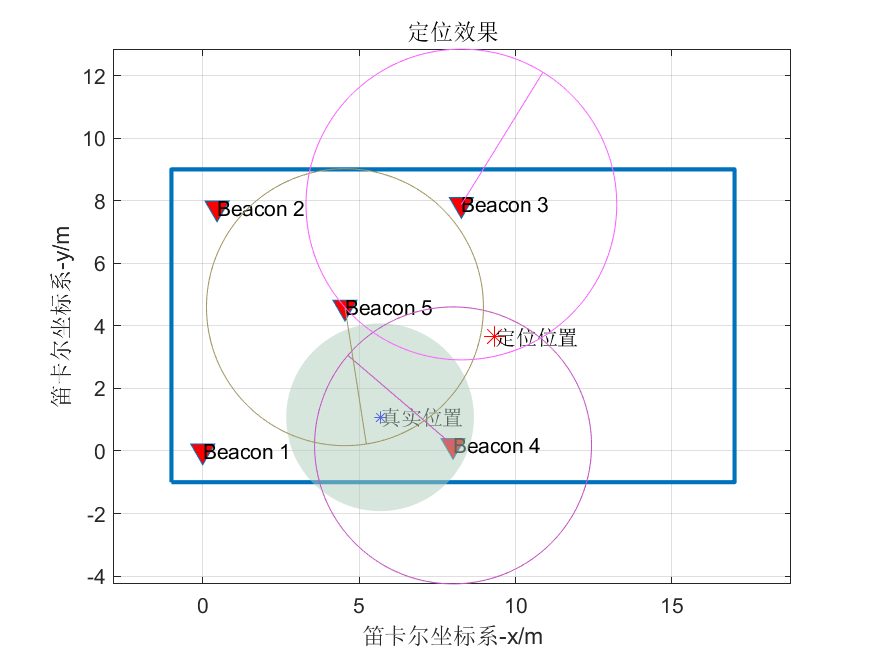 定位效果
12
10
8
6
4
2
0
-2
-4
笛卡尔坐标系-y/m
Beacon 2
Beacon 3
Beacon 5
定位位置
真实位置
Beacon 4
Beacon 1
0
5
10
15
笛卡尔坐标系-x/m